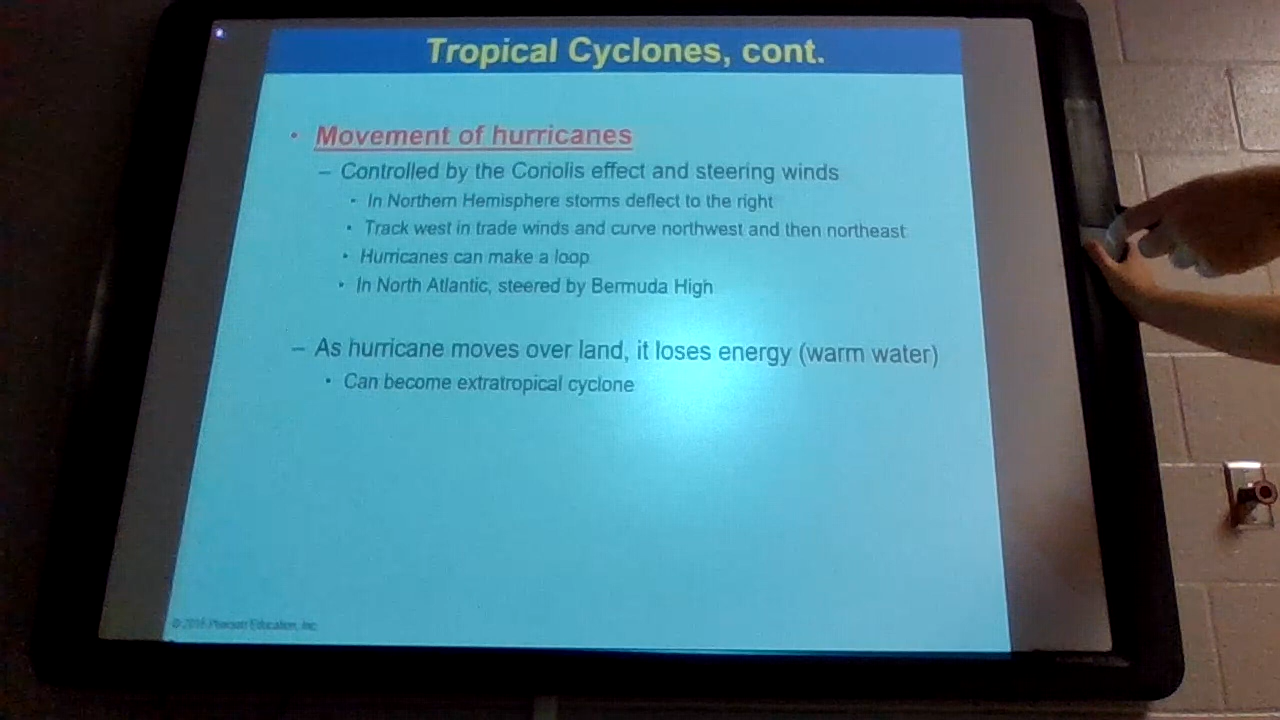 Tropical Cyclones, cont.
• Movement of hurricanes
– Controlled by the Coriolis effect and steering winds
• In Northern Hemisphere storms deflect to the right
• Track west in trade winds and curve northwest and then northeast
• Hurricanes can make a loop
• In North Atlantic, steered by Bermuda High
– As hurricane moves over land, it loses energy (warm water)
• Can become extratropical cyclone
© Pearson Education, Inc.